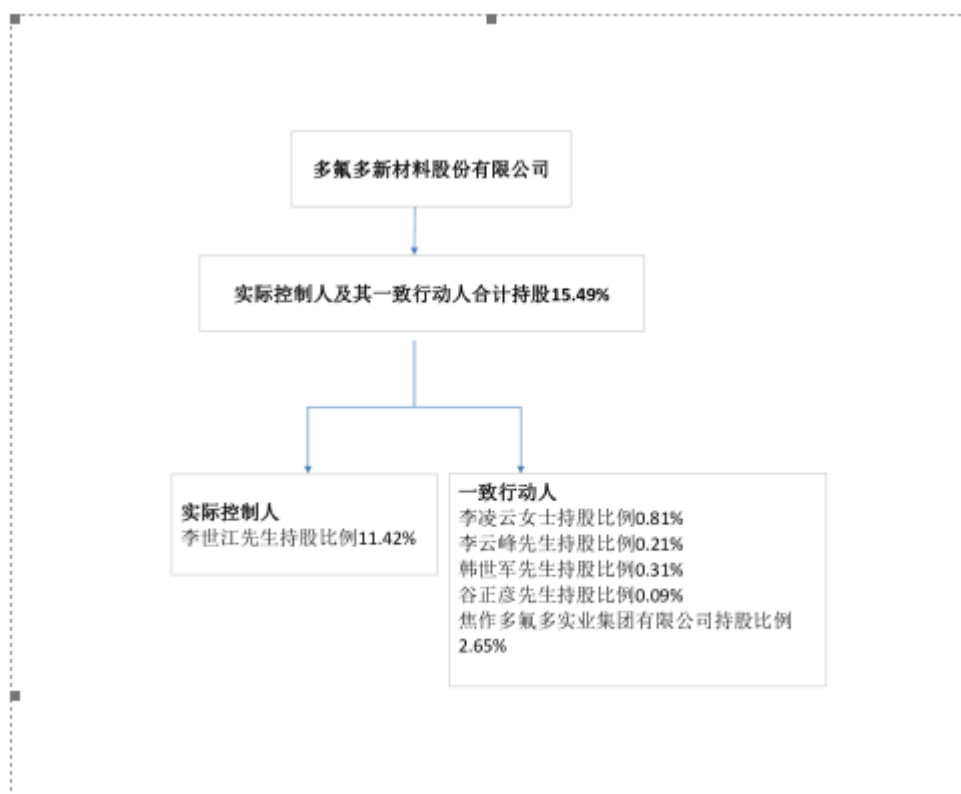 多氟多新材料股份有限公司
实际控制人及其一致行动人合计持股15.49%
实际控制人
李世江先生持股比例11.42%
一致行动人
李凌云女士持股比例0.81%
李云峰先生持股比例0.21%
韩世军先生持股比例0.31%
谷正彦先生持股比例0.09%
焦作多氟多实业集团有限公司持股比例
2.65%